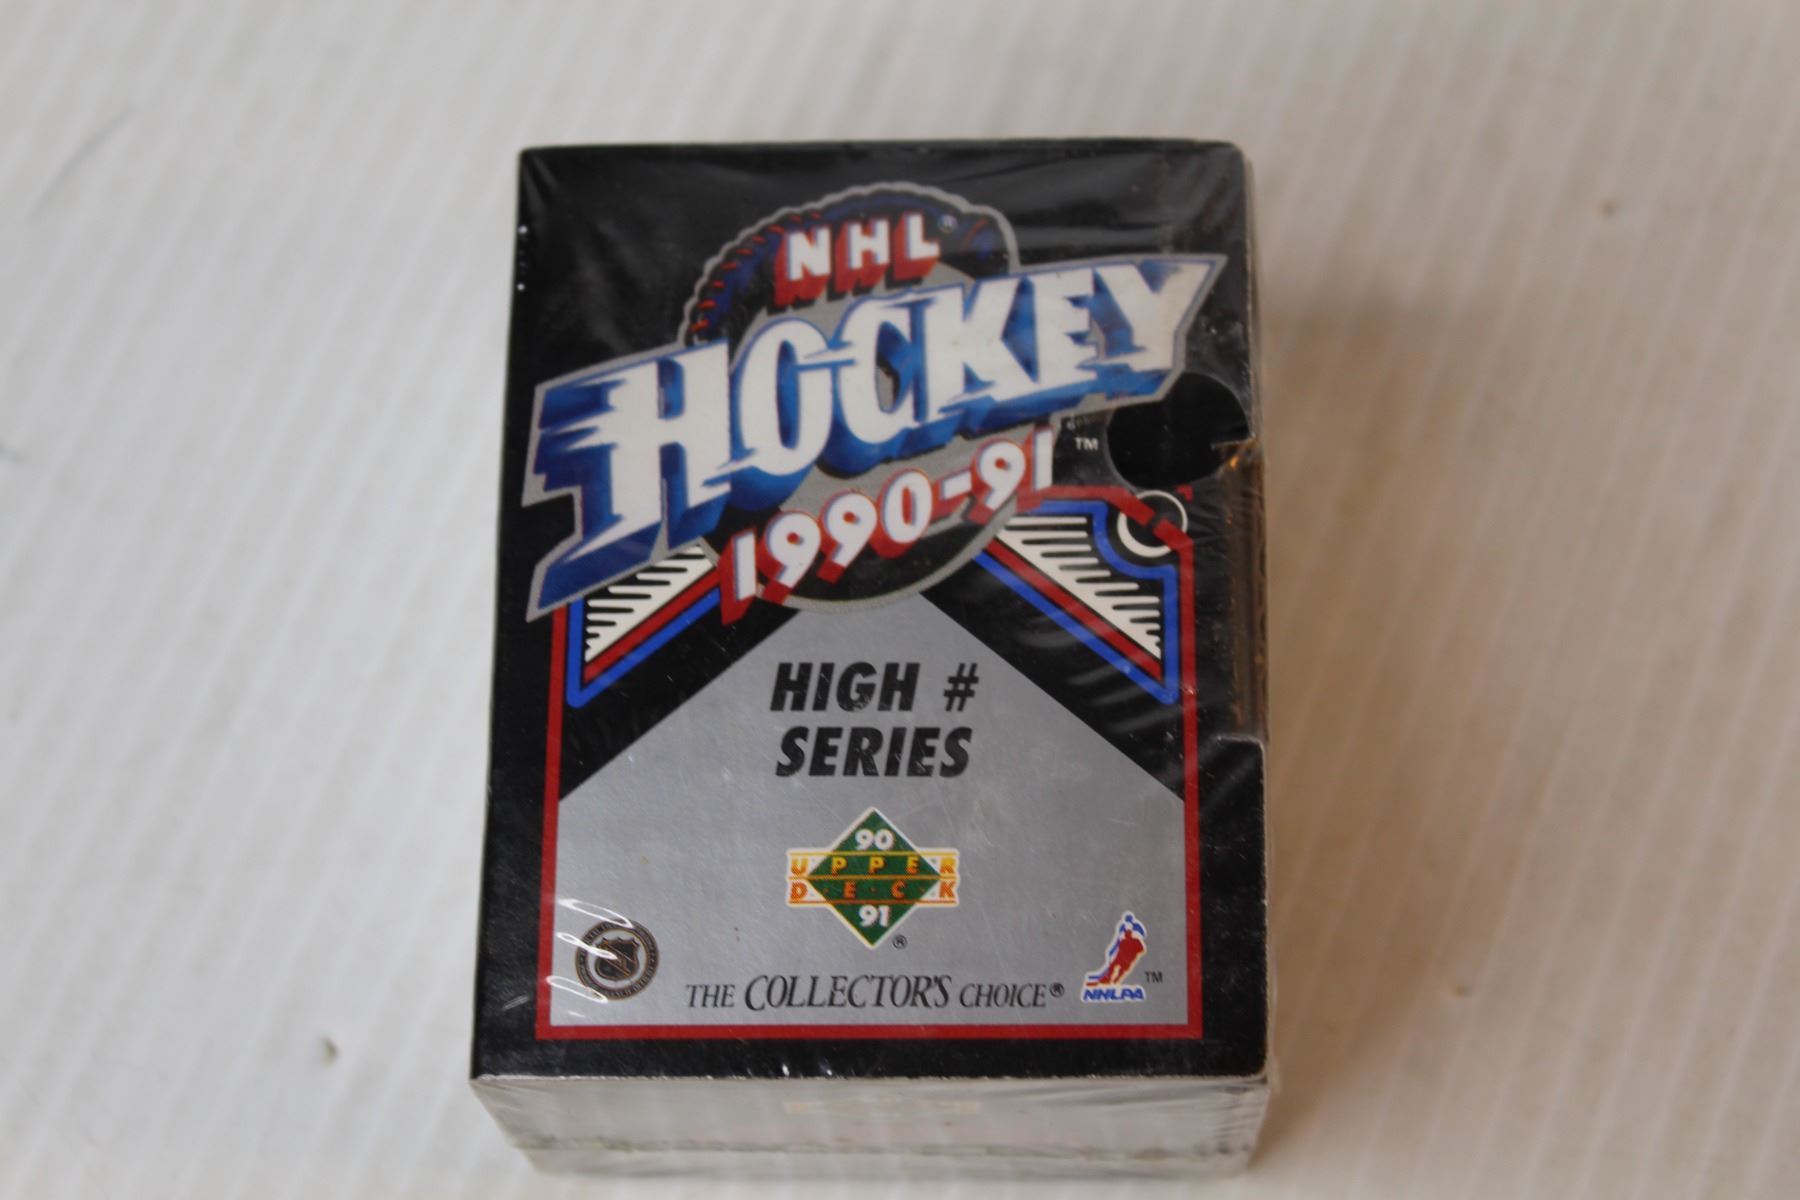 NHL®
HOCKEY
1990-91 ™
HIGH #
SERIES
90
UPPER
DECK
91 ®
THE COLLECTOR'S CHOICE®
NHLPA ™